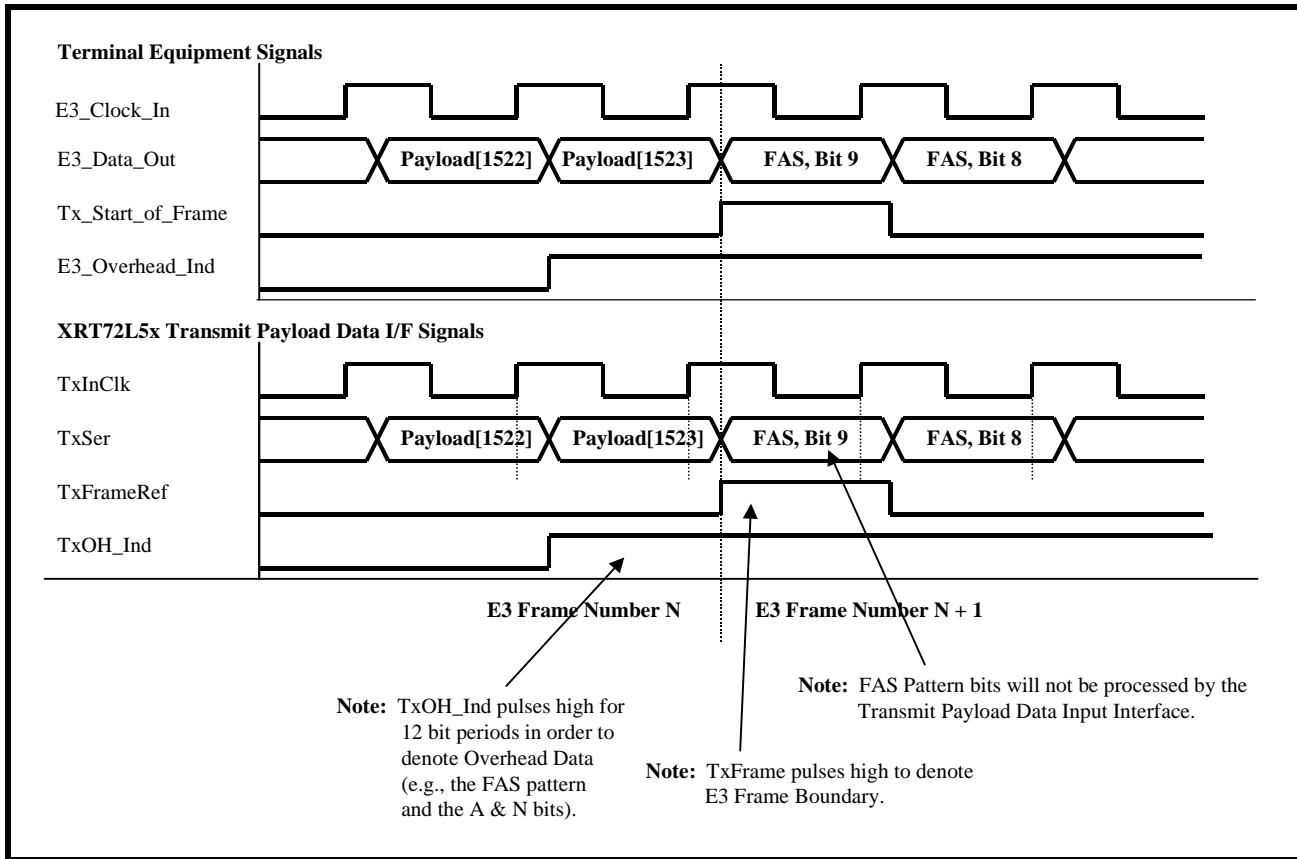 Terminal Equipment Signals
E3_Clock_In
E3_Data_Out
Payload[1522] Payload[1523] FAS, Bit 9 FAS, Bit 8
Tx_Start_of_Frame
E3_Overhead_Ind
XRT72L5x Transmit Payload Data I/F Signals
TxInClk
TxSer
Payload[1522] Payload[1523] FAS, Bit 9 FAS, Bit 8
TxFrameRef
TxOH_Ind
E3 Frame Number N
E3 Frame Number N + 1
Note: TxOH_Ind pulses high for
12 bit periods in order to
denote Overhead Data
(e.g., the FAS pattern
and the A & N bits).
Note: TxFrame pulses high to denote
E3 Frame Boundary.
Note: FAS Pattern bits will not be processed by the
Transmit Payload Data Input Interface.